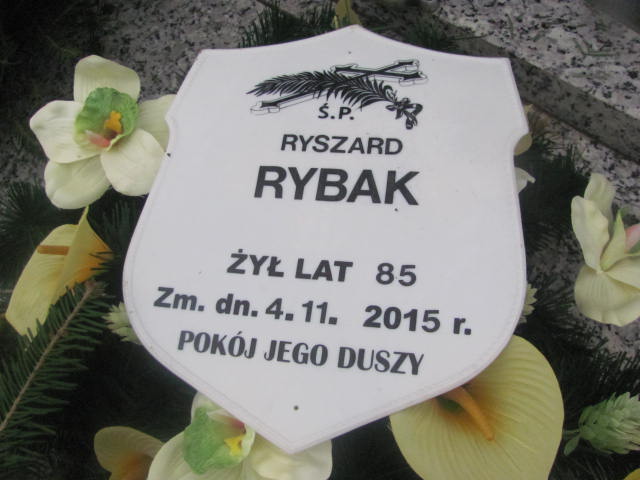 Ś.P.
RYSZARD
RYBAK
ŻYŁ LAT 85
Zm. dn. 4. 11. 2015 r.
POKÓJ JEGO DUSZY